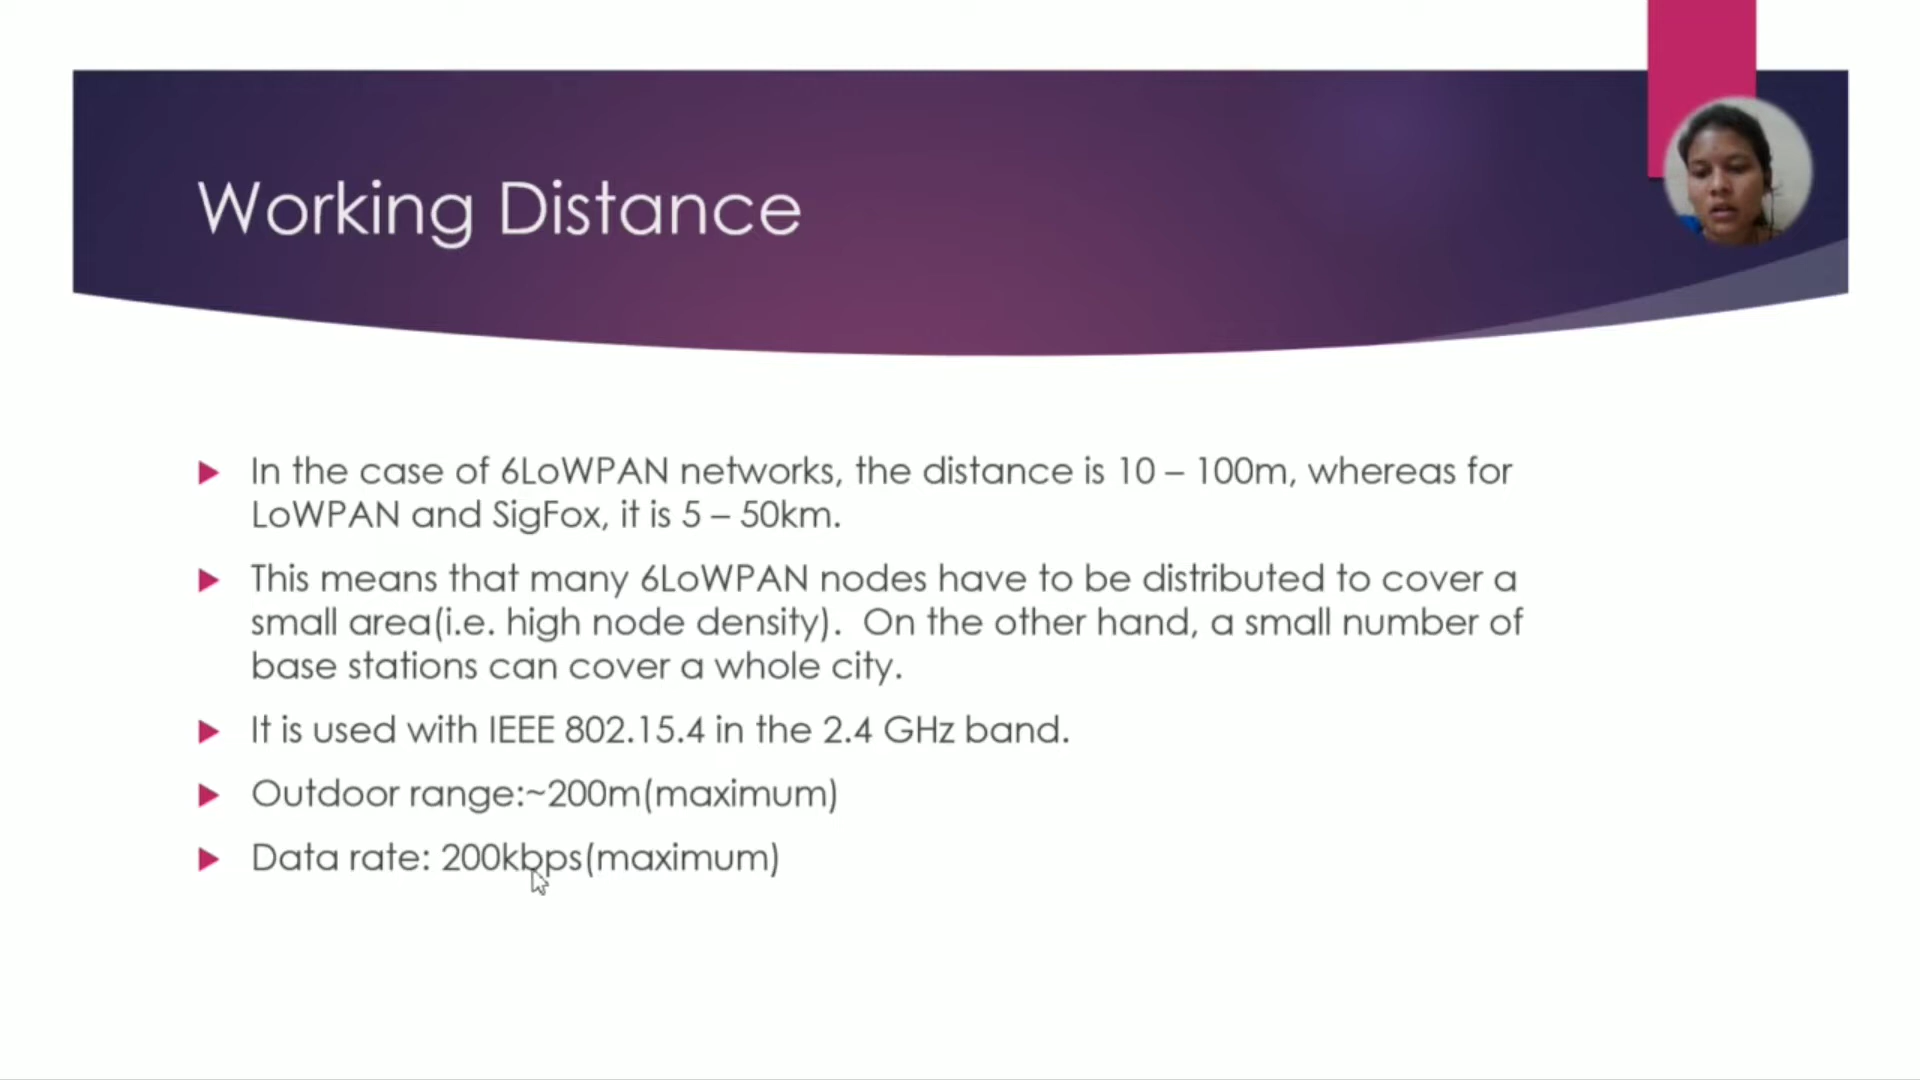 Working Distance
In the case of 6LoWPAN networks, the distance is 10 – 100m, whereas for
LoWPAN and SigFox, it is 5 – 50km.
This means that many 6LoWPAN nodes have to be distributed to cover a
small area(i.e. high node density).  On the other hand, a small number of
base stations can cover a whole city.
It is used with IEEE 802.15.4 in the 2.4 GHz band.
Outdoor range:~200m(maximum)
Data rate: 200kbps(maximum)